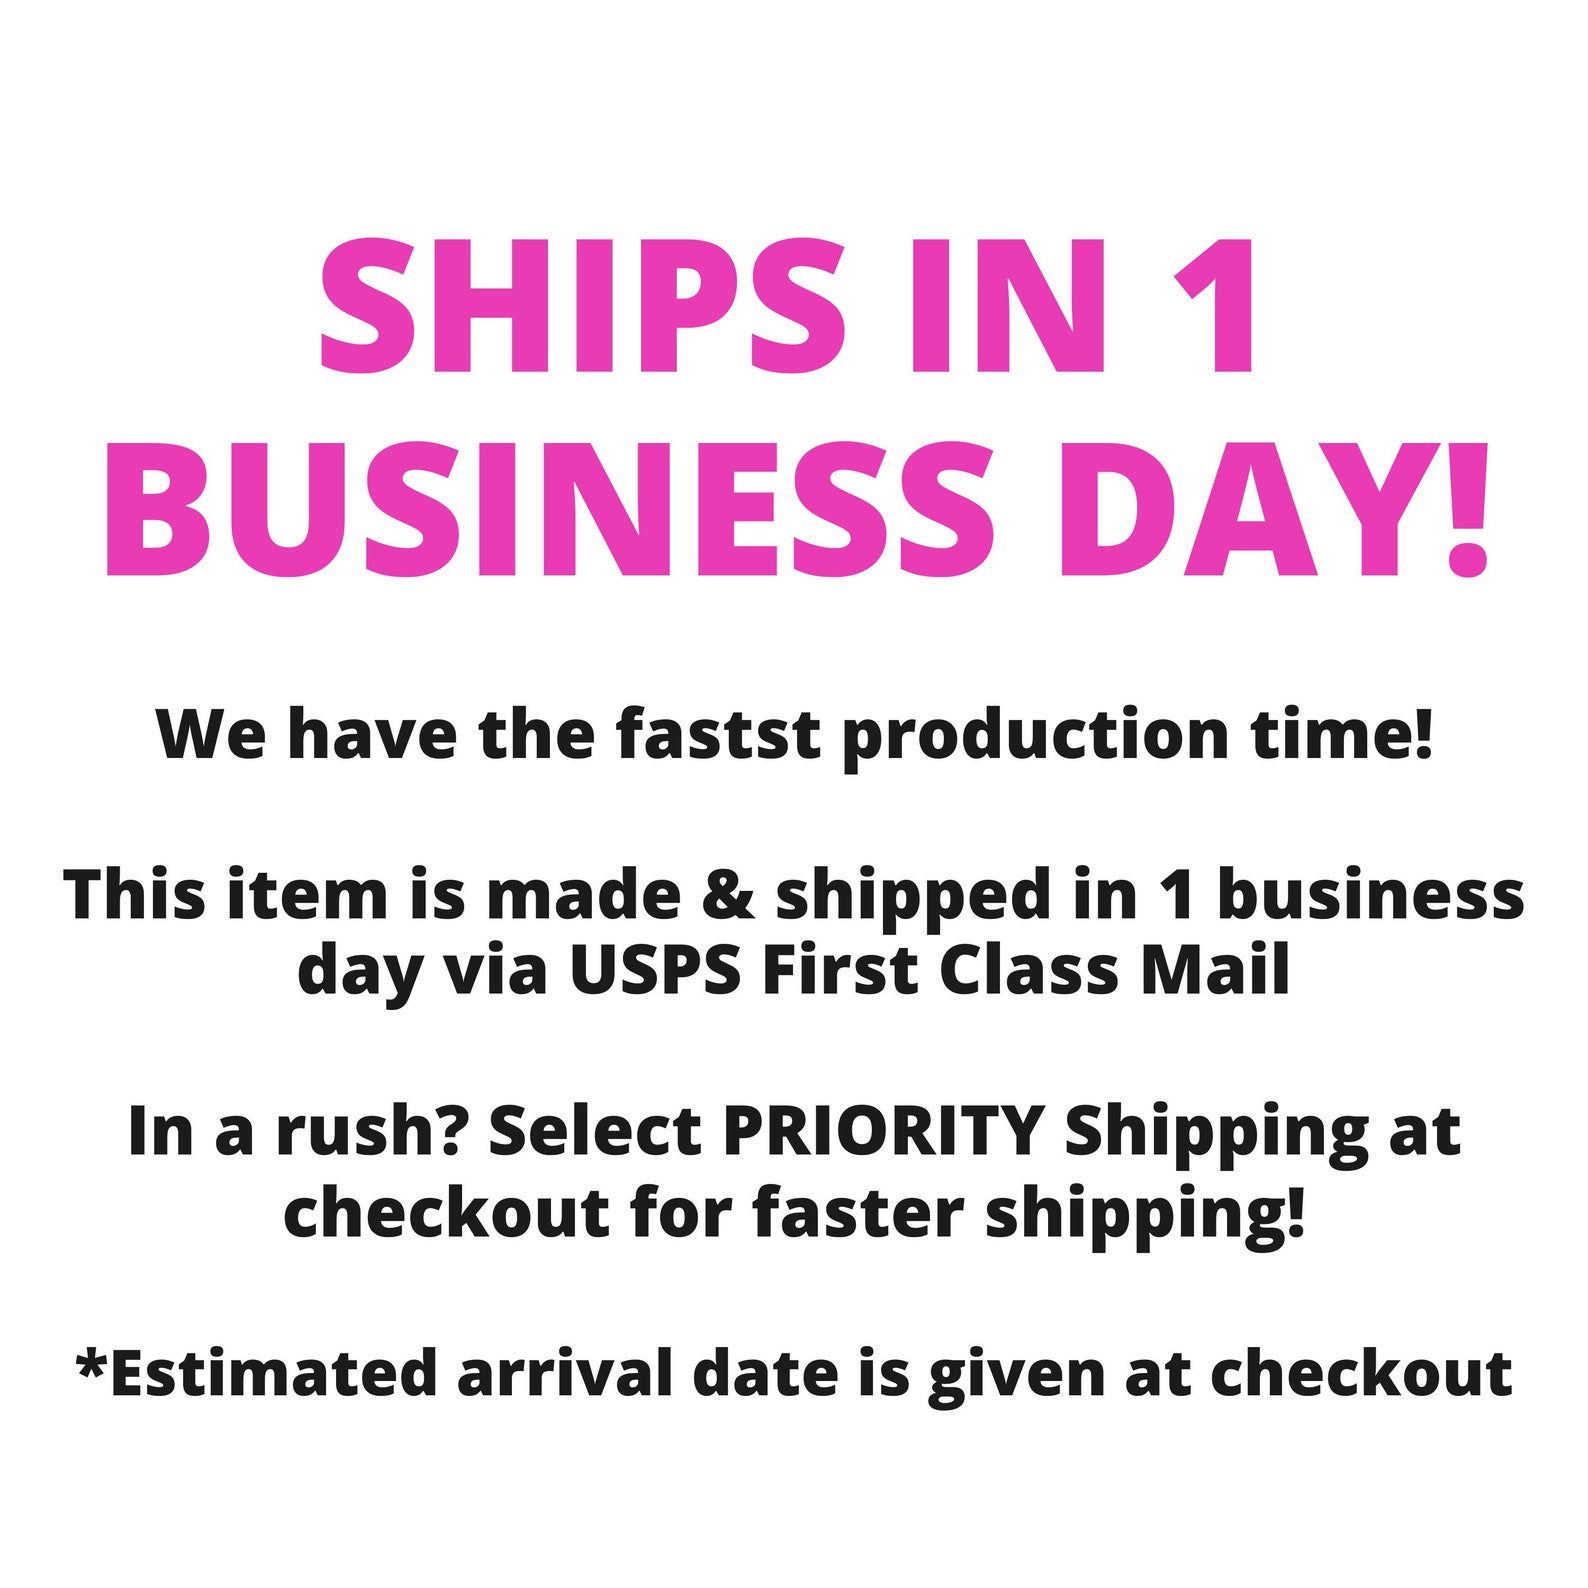 SHIPS IN 1
BUSINESS DAY!
We have the fastst production time!
This item is made & shipped in 1 business
day via USPS First Class Mail
In a rush? Select PRIORITY Shipping at
checkout for faster shipping!
*Estimated arrival date is given at checkout